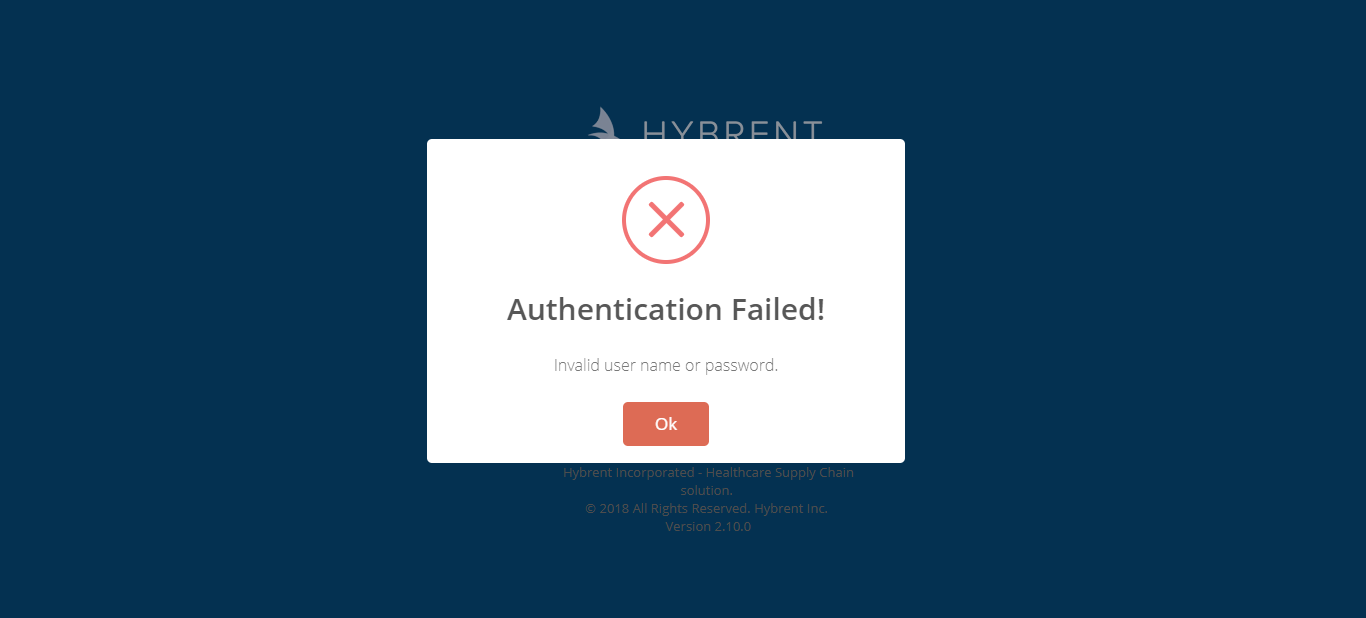 HYBRENT
Authentication Failed!
Invalid user name or password.
Ok
Hybrent Incorporated - Healthcare Supply Chain
solution.
© 2018 All Rights Reserved. Hybrent Inc.
Version 2.10.0